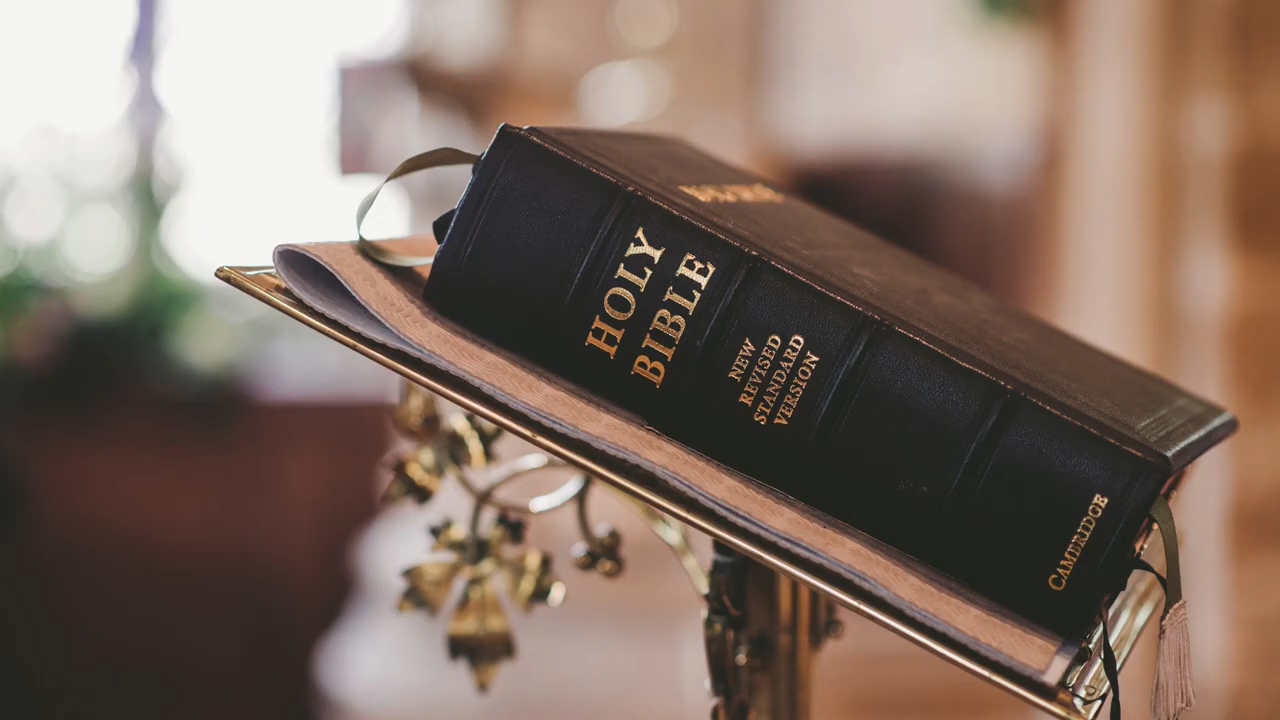 HOLY
BIBLE
NEW
REVISED
STANDARD
VERSION
CAMBRIDGE